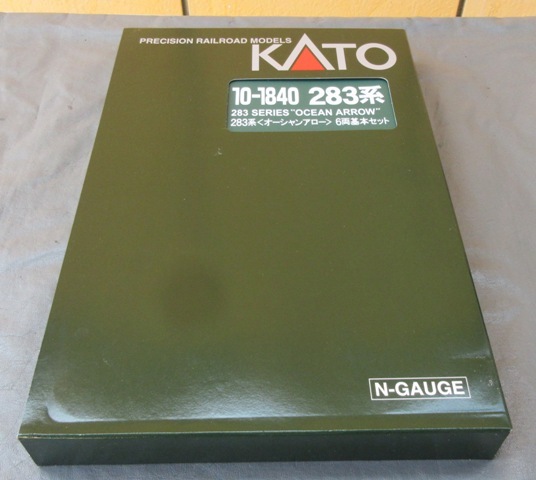 PRECISION RAILROAD MODELS
KATO
10-1840 283系
283 SERIES "OCEAN ARROW"
283系<オーシャンアロー> 6両基本セット
N-GAUGE